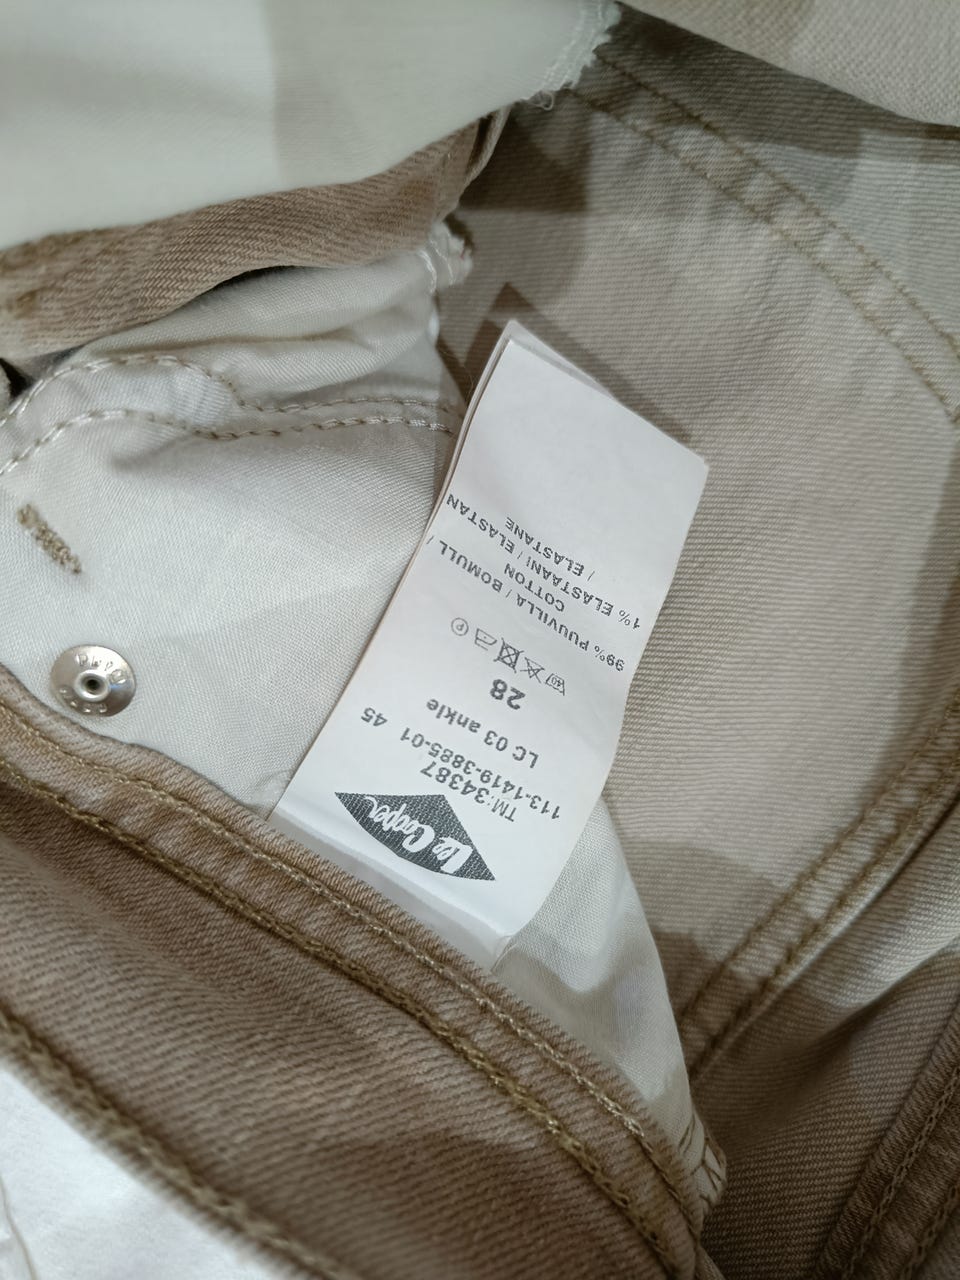 Lee Cooper
TM:34387
113-1419-3885-01 45
LC 03 ankle
28
40 P
99% PUUVILLA / BOMULL /
COTTON
1% ELASTAANI / ELASTAN
/ ELASTANE